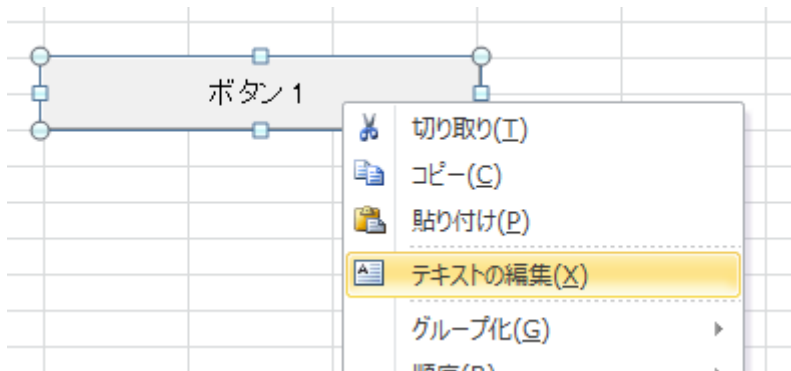 ボタン 1
切り取り(T)
コピー(C)
貼り付け(P)
テキストの編集(X)
グループ化(G)